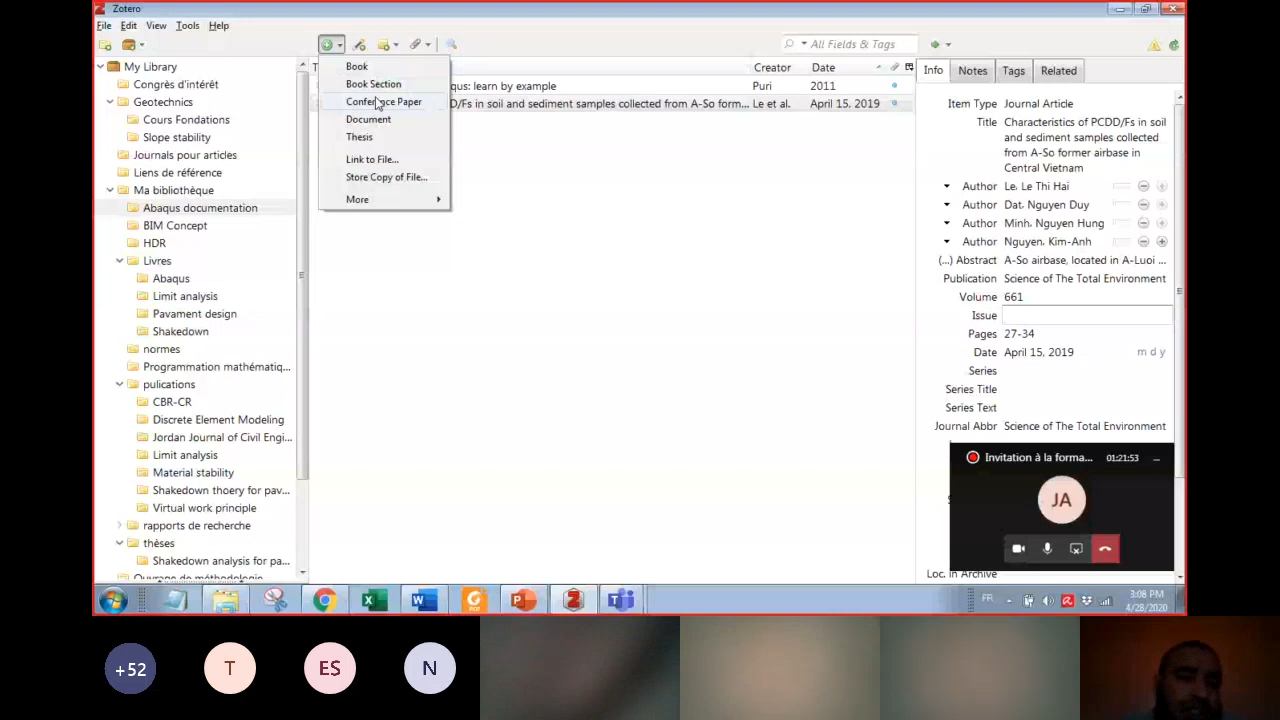 Zotero
File Edit View Tools Help
All Fields & Tags
My Library
Congrès d'intérêt
Geotechnics
Cours Fondations
Slope stability
Journals pour articles
Liens de référence
Ma bibliothèque
Abaqus documentation
BIM Concept
HDR
Livres
Abaqus
Limit analysis
Pavament design
Shakedown
normes
Programmation mathématiq...
pulications
CBR-CR
Discrete Element Modeling
Jordan Journal of Civil Engi...
Limit analysis
Material stability
Shakedown thoery for pav...
Virtual work principle
rapports de recherche
thèses
Shakedown analysis for pa...
Ouvrage de méthodologie
Book
Book Section
Conference Paper
Document
Thesis
Link to File...
Store Copy of File...
More
T Creator Date
qus: learn by example Puri 2011
D/Fs in soil and sediment samples collected from A-So form... Le et al. April 15, 2019
Info Notes Tags Related
Item Type Journal Article
Title Characteristics of PCDD/Fs in soil
and sediment samples collected
from A-So former airbase in
Central Vietnam
Author Le, Le Thi Hai
Author Dat, Nguyen Duy
Author Minh, Nguyen Hung
Author Nguyen, Kim-Anh
(...) Abstract A-So airbase, located in A-Luoi ...
Publication Science of The Total Environment
Volume 661
Issue
Pages 27-34
Date April 15, 2019 m d y
Series
Series Title
Series Text
Journal Abbr Science of The Total Environment
Invitation à la forma... 01:21:53
JA
Loc. in Archive
FR 3:08 PM
4/28/2020
+52 T ES N